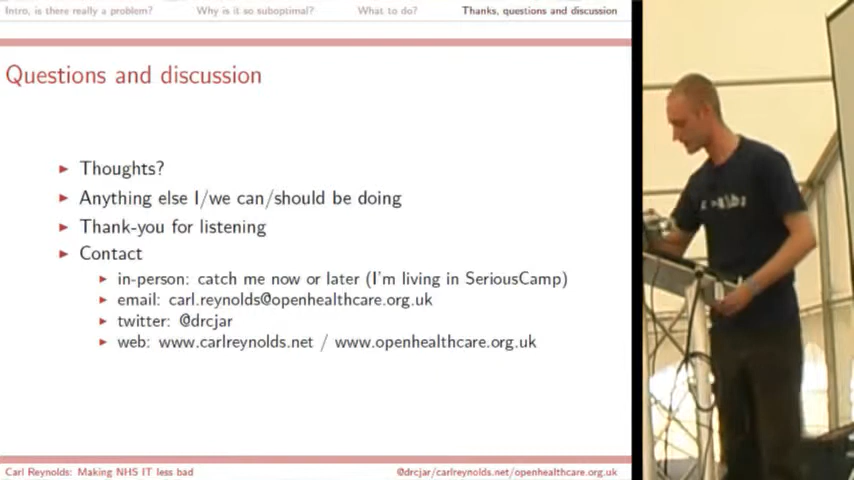 Intro, is there really a problem? Why is it so suboptimal? What to do? Thanks, questions and discussion
Questions and discussion
Thoughts?
Anything else I/we can/should be doing
Thank-you for listening
Contact
in-person: catch me now or later (I'm living in SeriousCamp)
email: carl.reynolds@openhealthcare.org.uk
twitter: @drcjar
web: www.carlreynolds.net / www.openhealthcare.org.uk
Carl Reynolds: Making NHS IT less bad
@drcjar/carlreynolds.net/openhealthcare.org.uk